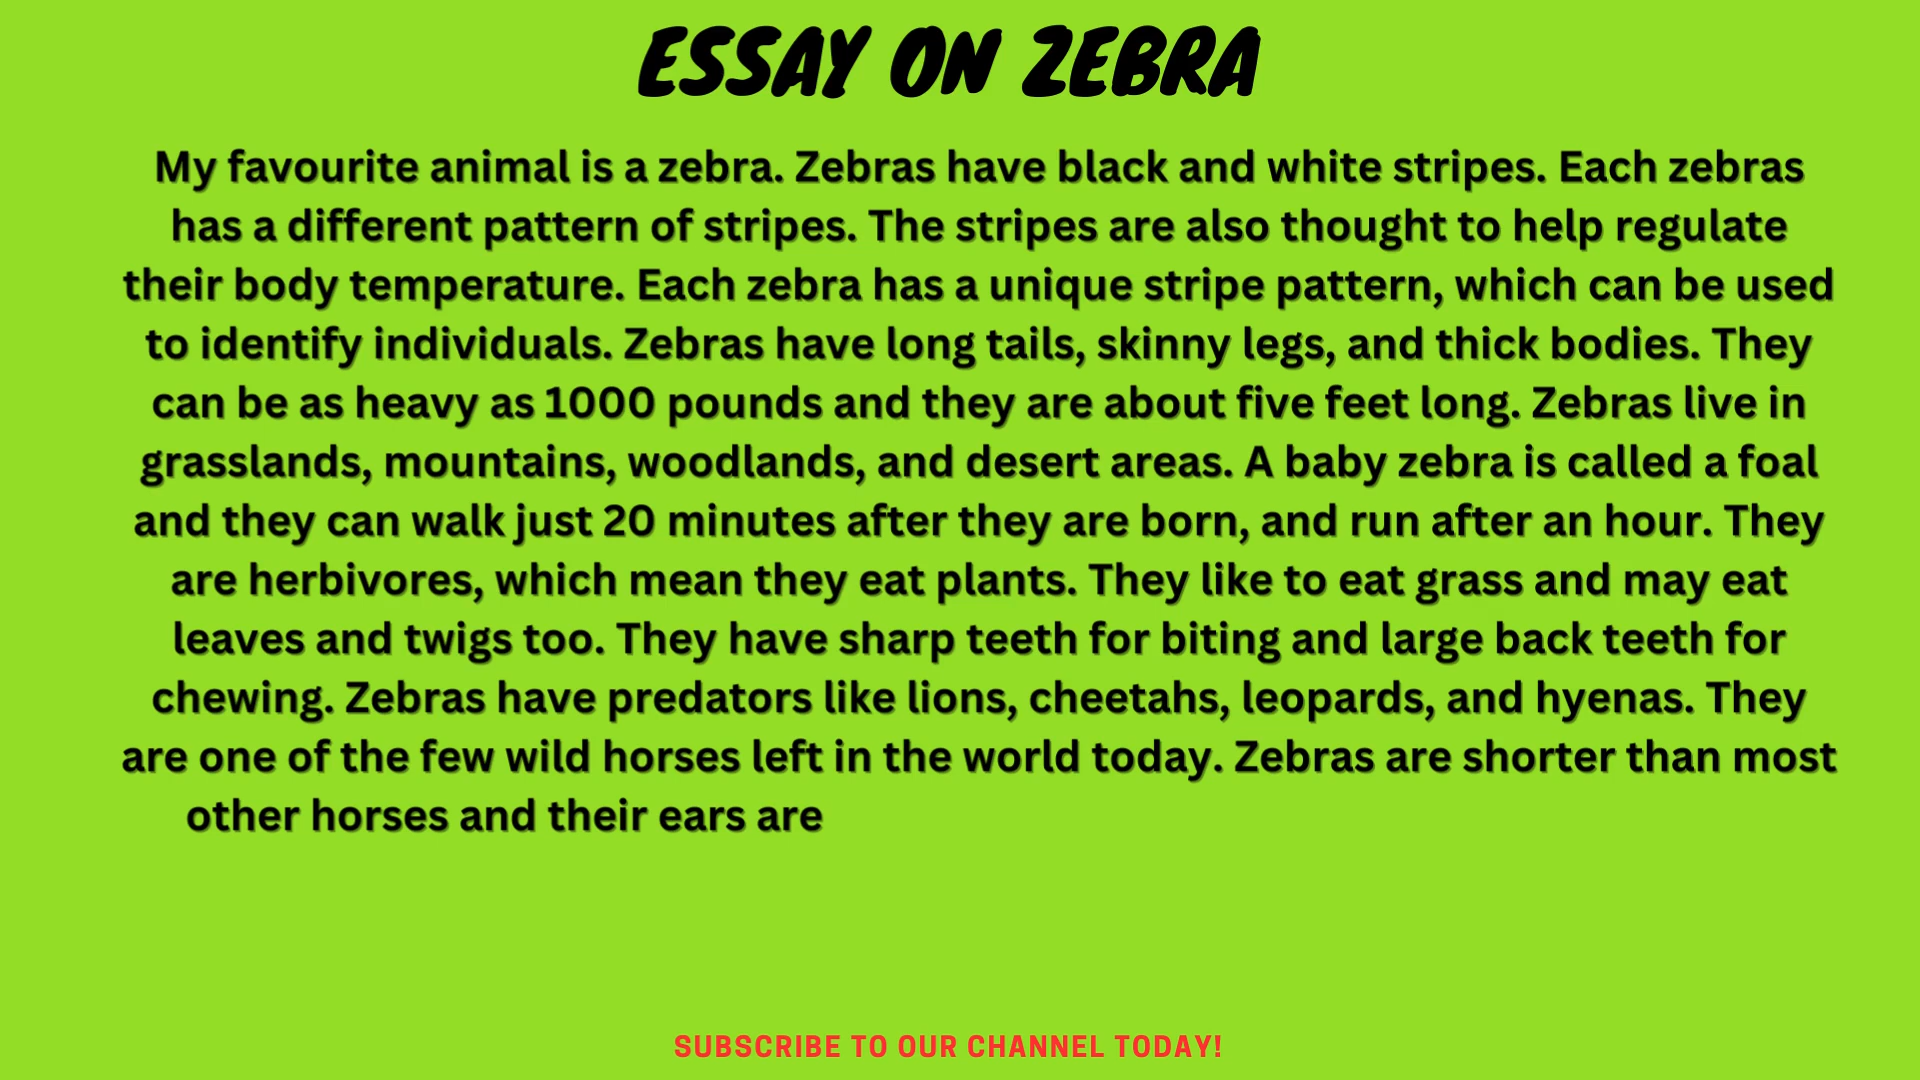 ESSAY ON ZEBRA
My favourite animal is a zebra. Zebras have black and white stripes. Each zebras
has a different pattern of stripes. The stripes are also thought to help regulate
their body temperature. Each zebra has a unique stripe pattern, which can be used
to identify individuals. Zebras have long tails, skinny legs, and thick bodies. They
can be as heavy as 1000 pounds and they are about five feet long. Zebras live in
grasslands, mountains, woodlands, and desert areas. A baby zebra is called a foal
and they can walk just 20 minutes after they are born, and run after an hour. They
are herbivores, which mean they eat plants. They like to eat grass and may eat
leaves and twigs too. They have sharp teeth for biting and large back teeth for
chewing. Zebras have predators like lions, cheetahs, leopards, and hyenas. They
are one of the few wild horses left in the world today. Zebras are shorter than most
other horses and their ears are
SUBSCRIBE TO OUR CHANNEL TODAY!